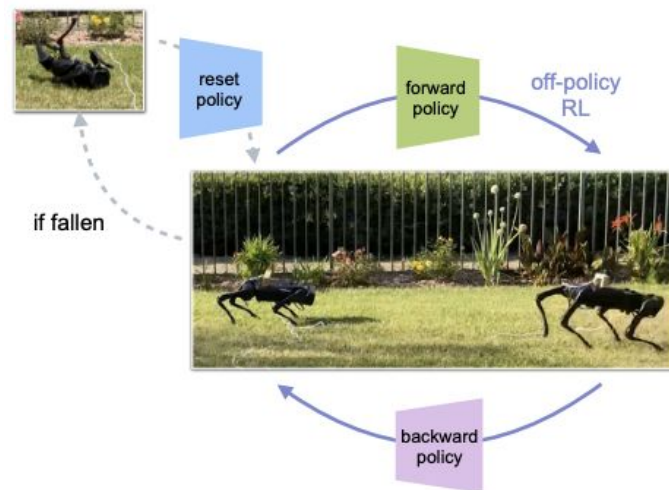 reset
policy
forward
policy
off-policy
RL
if fallen
backward
policy